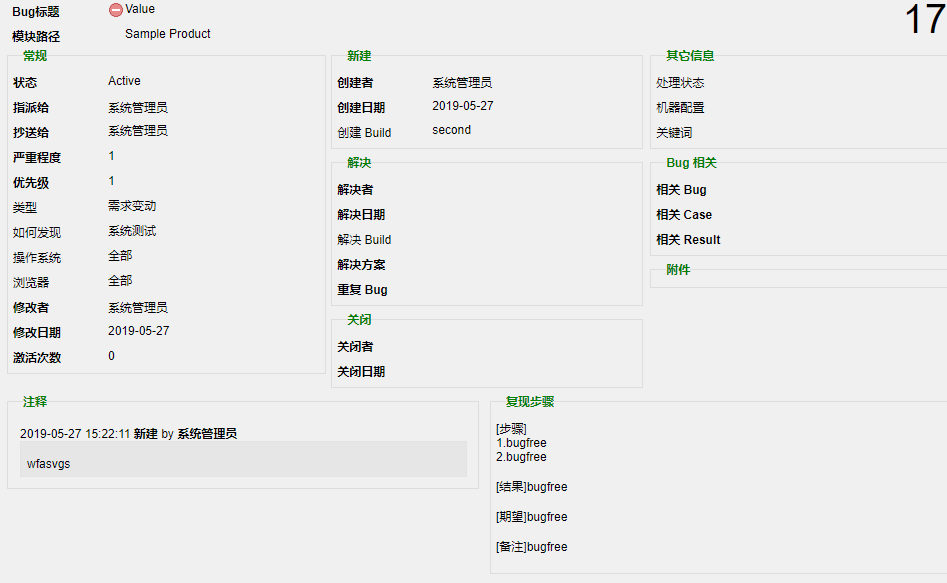 Bug标题 Value
17
模块路径 Sample Product
常规
状态 Active
指派给 系统管理员
抄送给 系统管理员
严重程度 1
优先级 1
类型 需求变动
如何发现 系统测试
操作系统 全部
浏览器 全部
修改者 系统管理员
修改日期 2019-05-27
激活次数 0
新建
创建者 系统管理员
创建日期 2019-05-27
创建 Build second
解决
解决者
解决日期
解决 Build
解决方案
重复 Bug
关闭
关闭者
关闭日期
其它信息
处理状态
机器配置
关键词
Bug 相关
相关 Bug
相关 Case
相关 Result
附件
注释
2019-05-27 15:22:11 新建 by 系统管理员
wfasvgs
复现步骤
[步骤]
1.bugfree
2.bugfree
[结果]bugfree
[期望]bugfree
[备注]bugfree